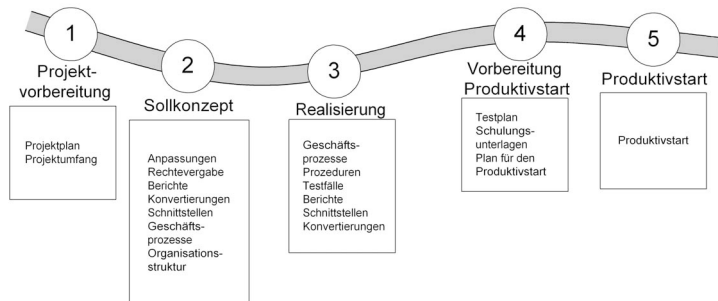 1
Projekt-
vorbereitung
Projektplan
Projektumfang
2
Sollkonzept
Anpassungen
Rechtevergabe
Berichte
Konvertierungen
Schnittstellen
Geschäfts-
prozesse
Organisations-
struktur
3
Realisierung
Geschäfts-
prozesse
Prozeduren
Testfälle
Berichte
Schnittstellen
Konvertierungen
4
Vorbereitung
Produktivstart
Testplan
Schulungs-
unterlagen
Plan für den
Produktivstart
5
Produktivstart
Produktivstart